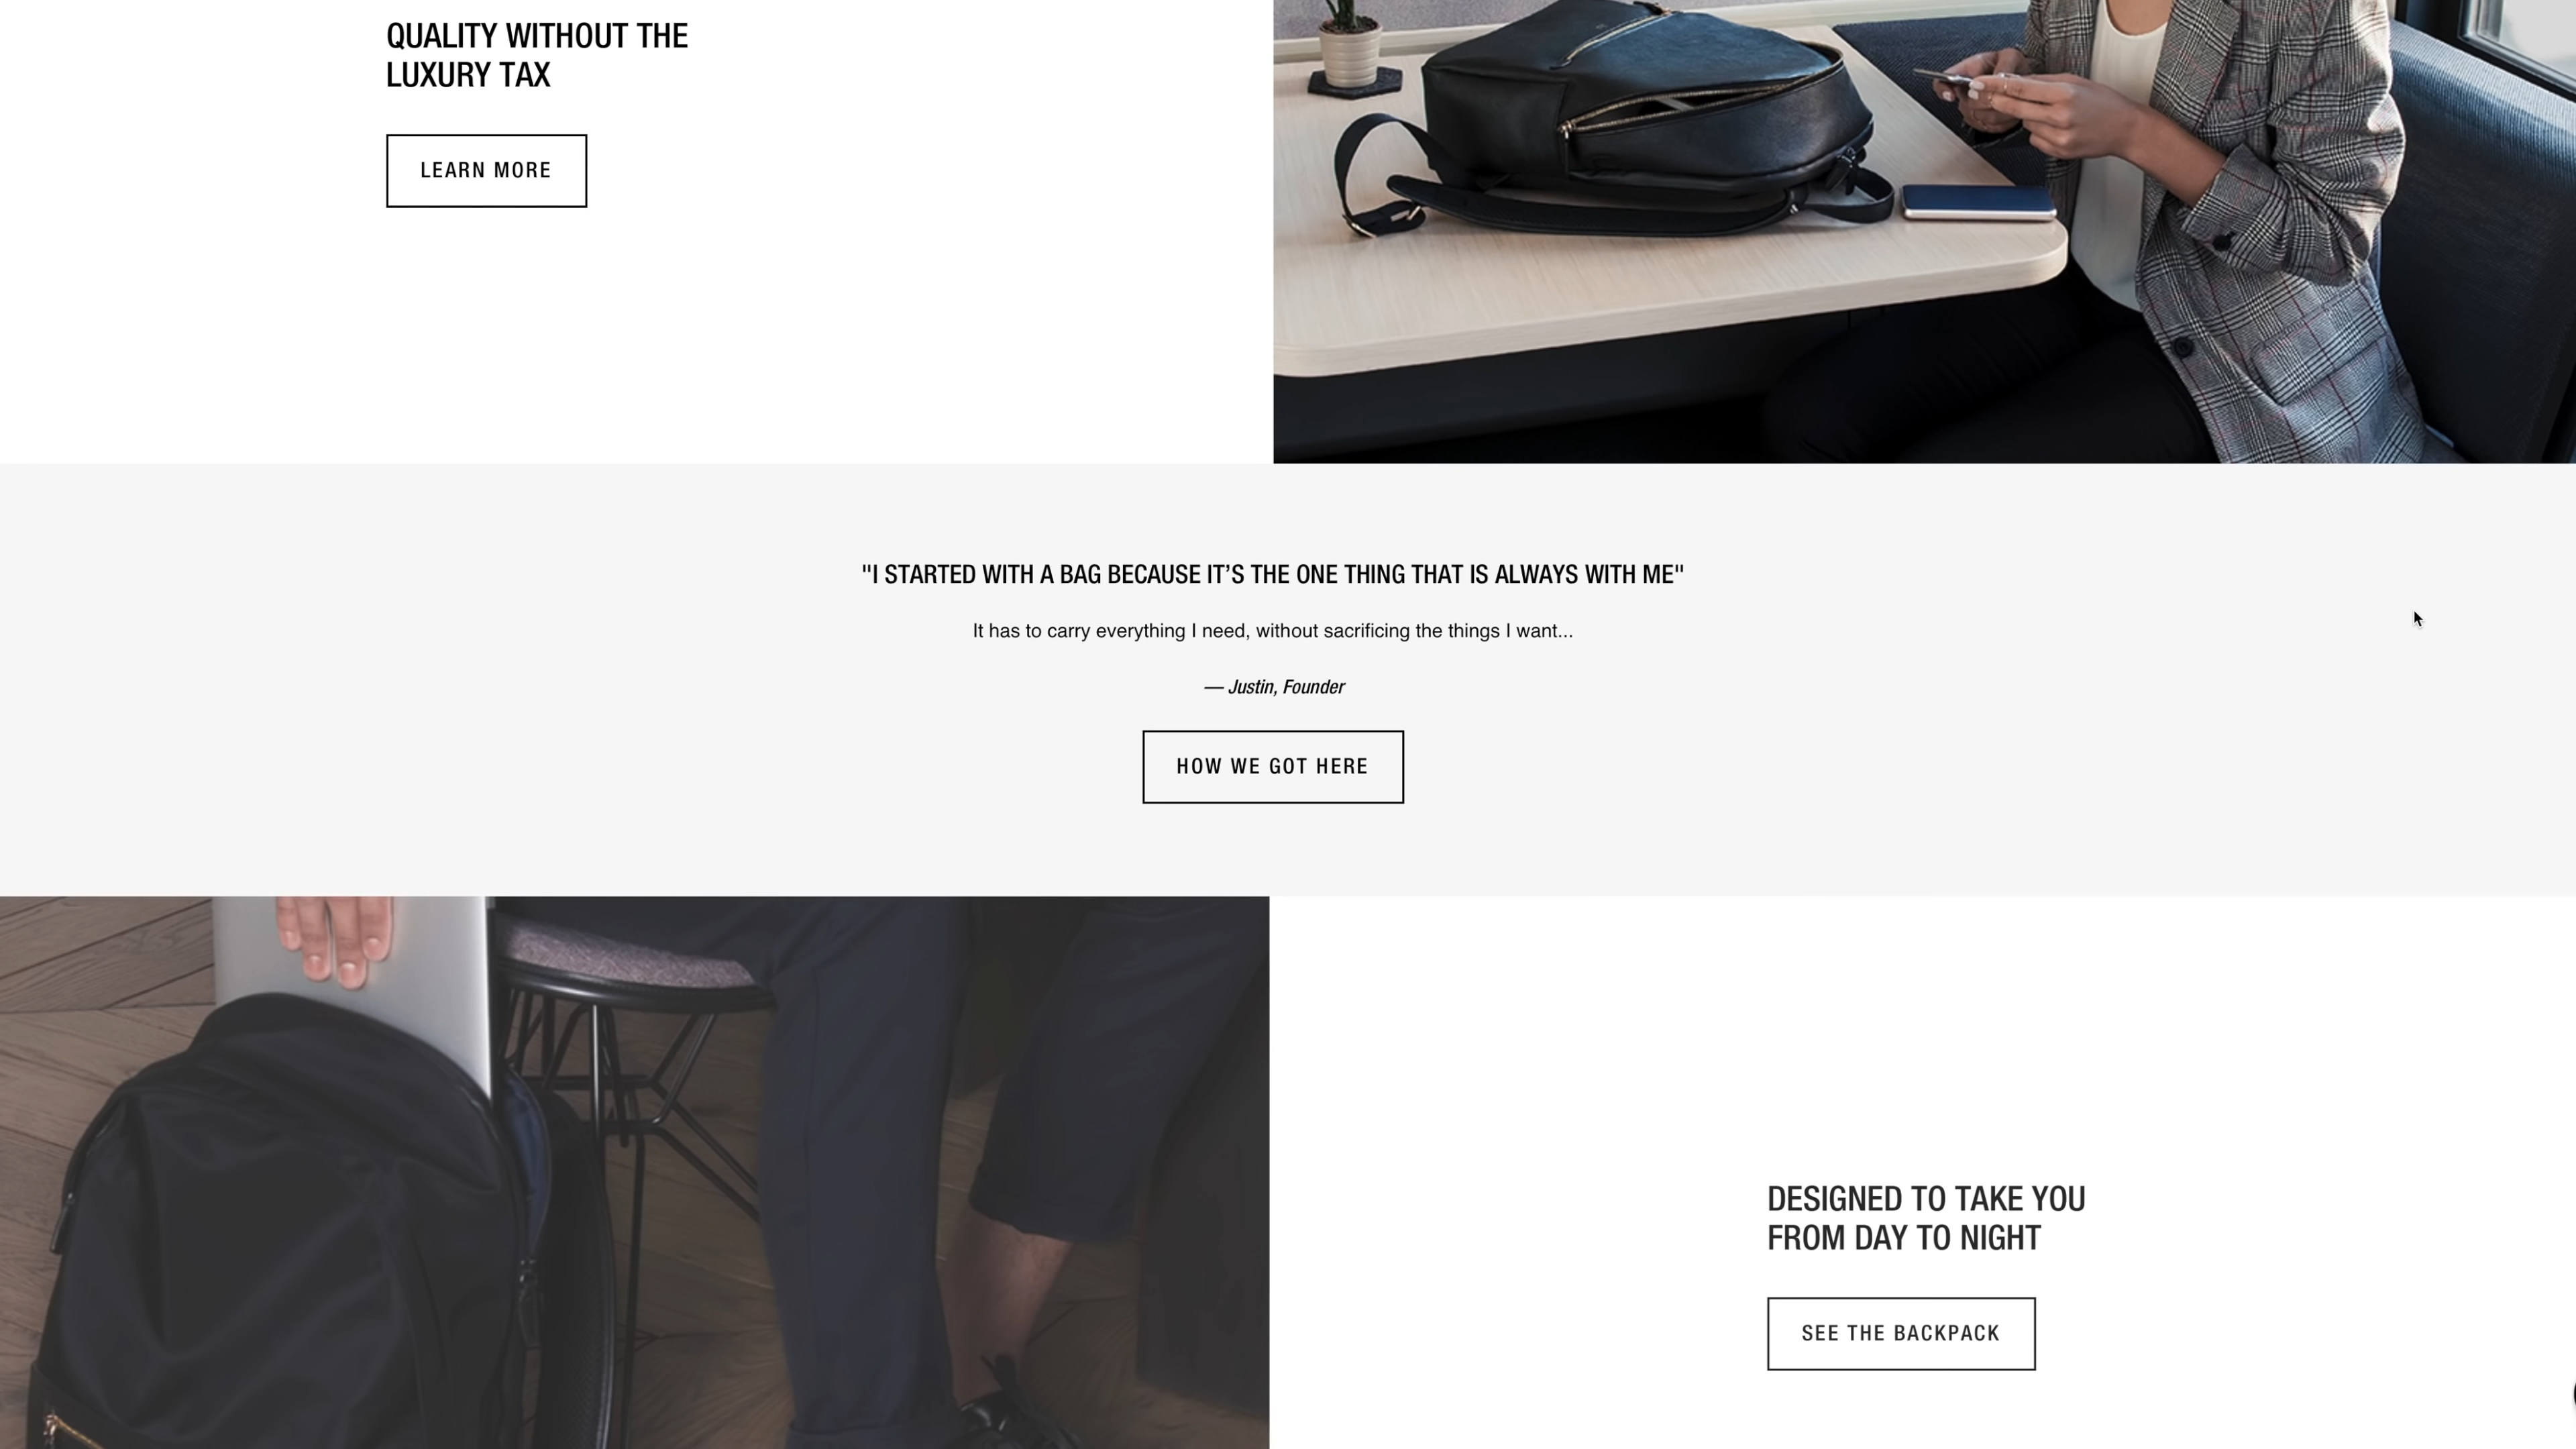 QUALITY WITHOUT THE
LUXURY TAX
LEARN MORE
"I STARTED WITH A BAG BECAUSE IT’S THE ONE THING THAT IS ALWAYS WITH ME"
It has to carry everything I need, without sacrificing the things I want...
— Justin, Founder
HOW WE GOT HERE
DESIGNED TO TAKE YOU
FROM DAY TO NIGHT
SEE THE BACKPACK